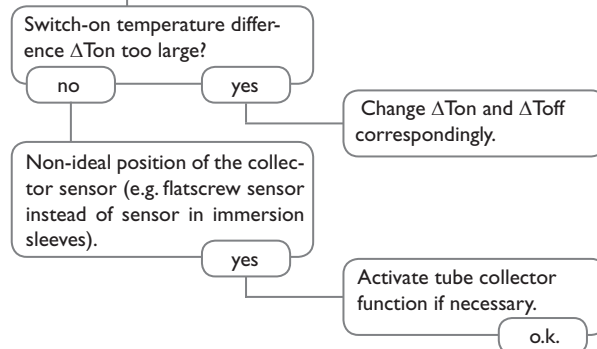 Switch-on temperature differ-
ence ΔTon too large?
no
yes
Change ΔTon and ΔToff
correspondingly.
Non-ideal position of the collec-
tor sensor (e.g. flatscrew sensor
instead of sensor in immersion
sleeves).
yes
Activate tube collector
function if necessary.
o.k.